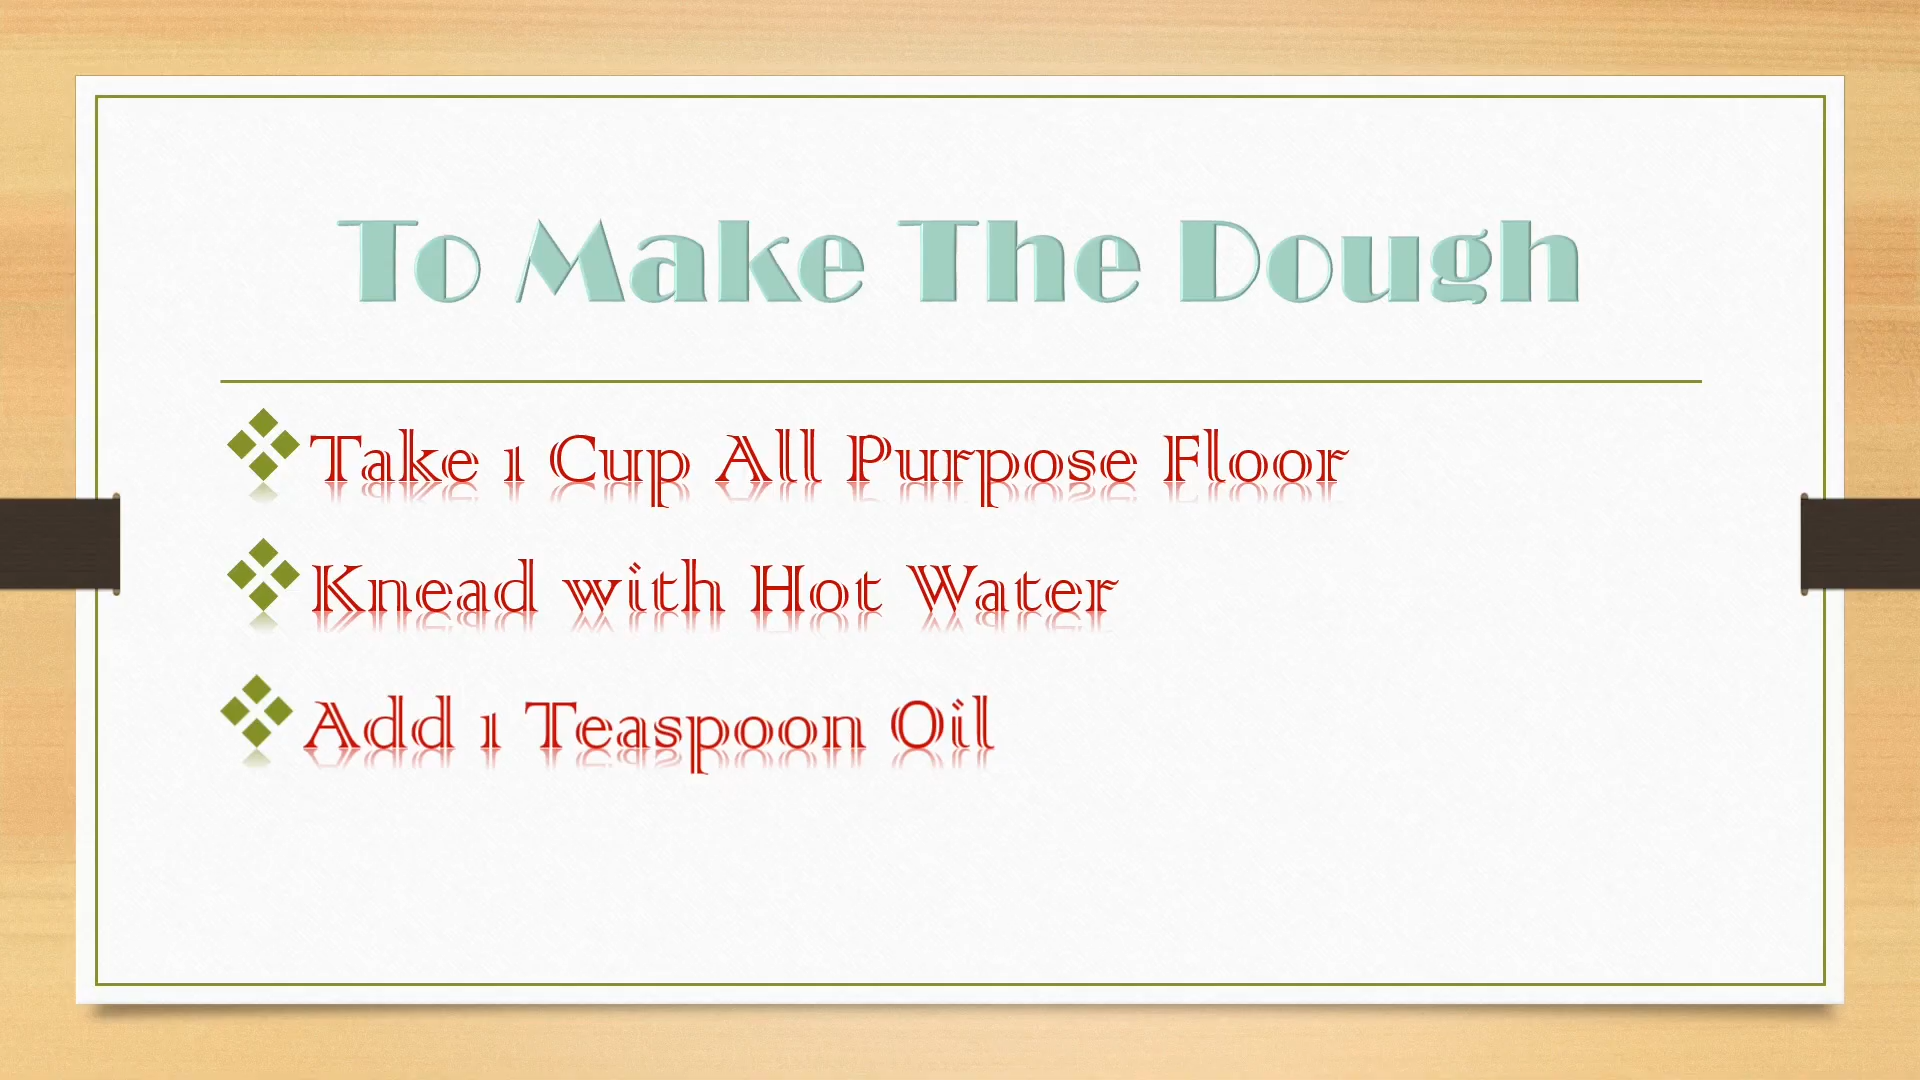 To Make The Dough
Take 1 Cup All Purpose Floor
Knead with Hot Water
Add 1 Teaspoon Oil